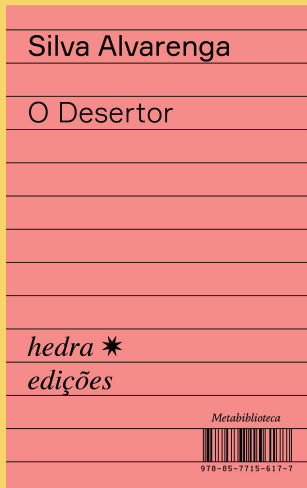 Silva Alvarenga
O Desertor
hedra
edições
Metabiblioteca
978-85-7715-617-7